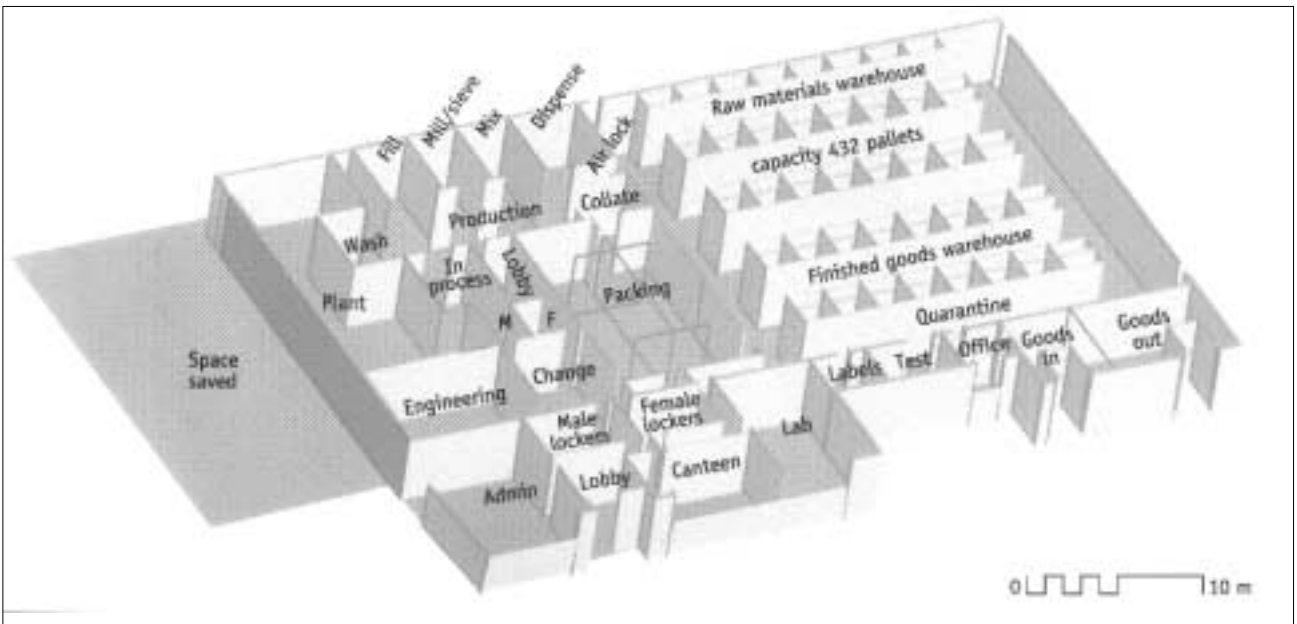 Fill
Mill/sieve
Mix
Dispense
Air lock
Raw materials warehouse
capacity 432 pallets
Finished goods warehouse
Quarantine
Wash
Production
Collate
In
process
Lobby
Packing
Plant
M
F
Space
saved
Engineering
Change
Labels
Test
Office
Goods
in
Goods
out
Male
lockers
Female
lockers
Lab
Admin
Lobby
Canteen
0
10 m